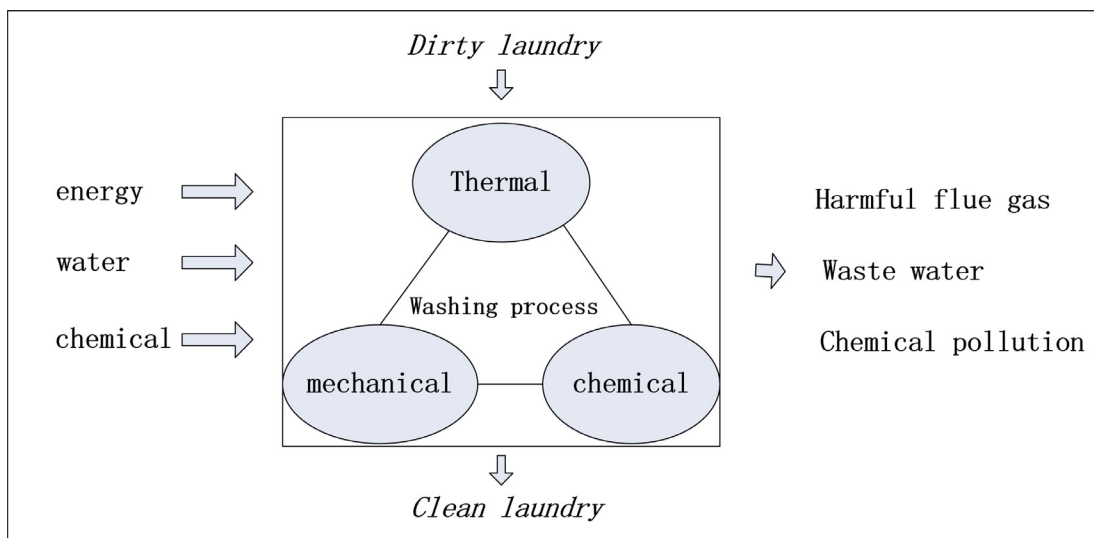 Dirty laundry
energy
Thermal
Harmful flue gas
water
Waste water
Washing process
chemical
Chemical pollution
mechanical
chemical
Clean laundry